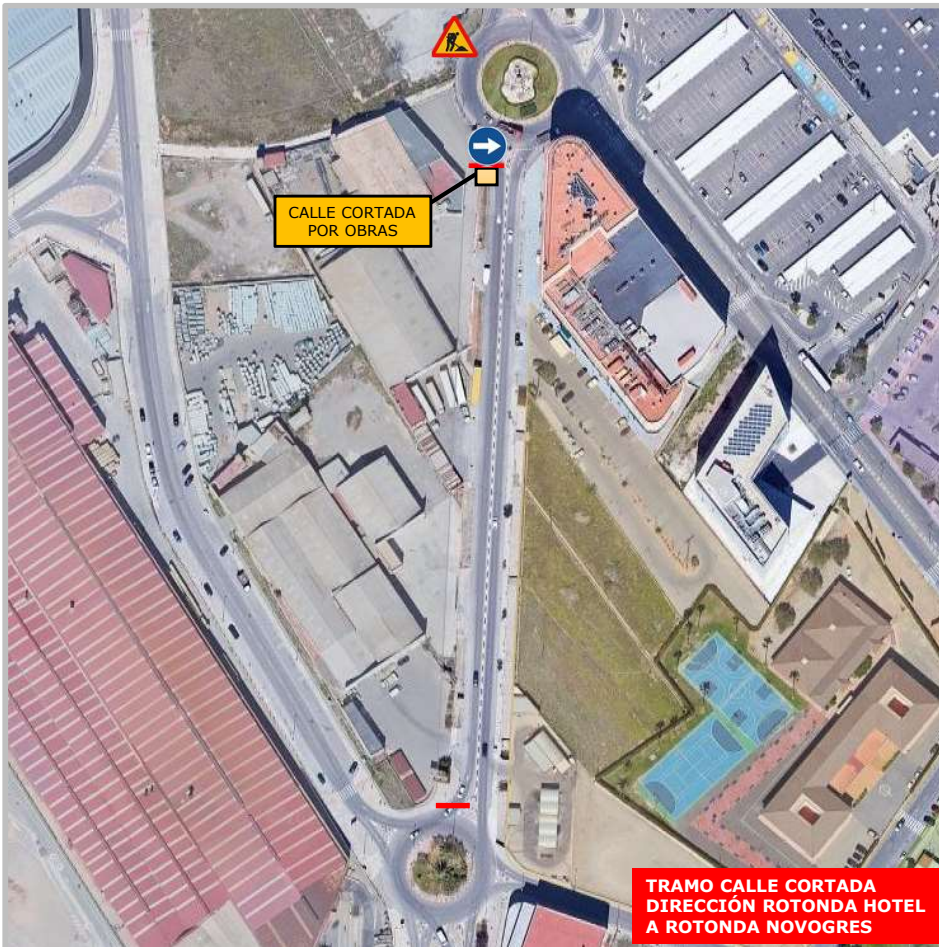 CALLE CORTADA
POR OBRAS
TRAMO CALLE CORTADA
DIRECCIÓN ROTONDA HOTEL
A ROTONDA NOVOGRES